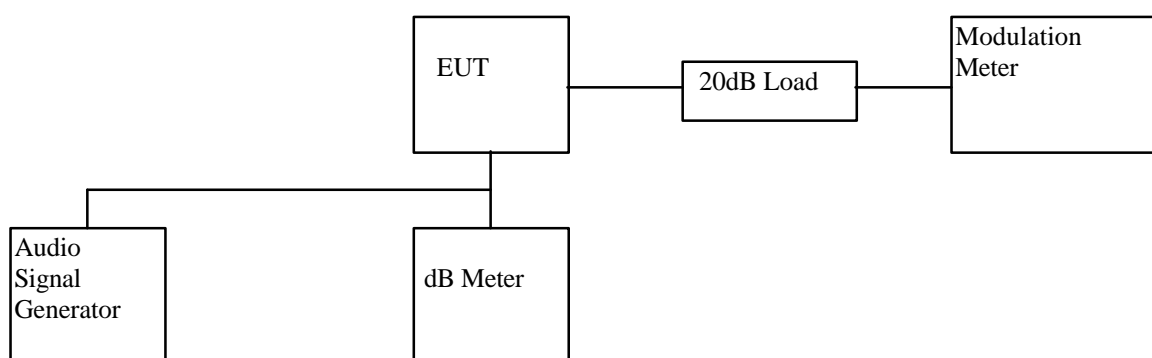 EUT
20dB Load
Modulation
Meter
Audio
Signal
Generator
dB Meter